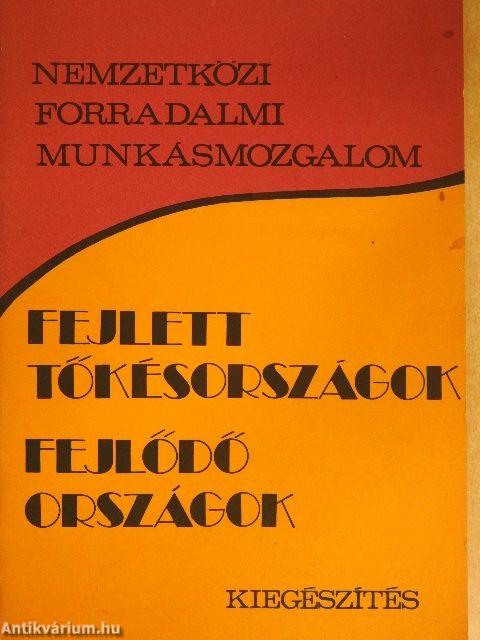 NEMZETKÖZI
FORRADALMI
MUNKÁSMOZGALOM
FEJLETT
TŐKÉSORSZÁGOK
FEJLŐDŐ
ORSZÁGOK
KIEGÉSZÍTÉS
Antikvárium.hu